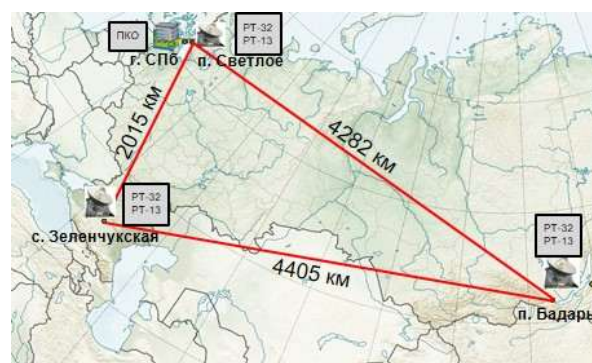 ПКО
РТ-32
РТ-13
г. СПб
п. Светлое
2015 км
4282 км
РТ-32
РТ-13
с. Зеленчукская
4405 км
РТ-32
РТ-13
п. Бадары